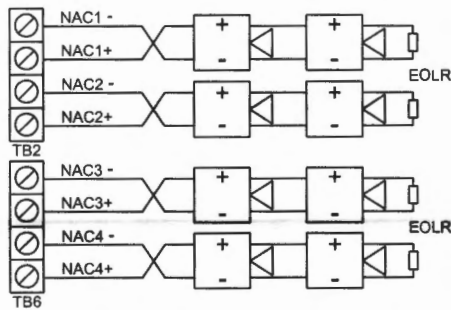 NAC1 -
+ +
NAC1+
- -
EOLR
NAC2 -
+ +
NAC2+
- -
TB2
NAC3 -
+ +
NAC3+
- -
EOLR
NAC4 -
+ +
NAC4+
- -
TB6